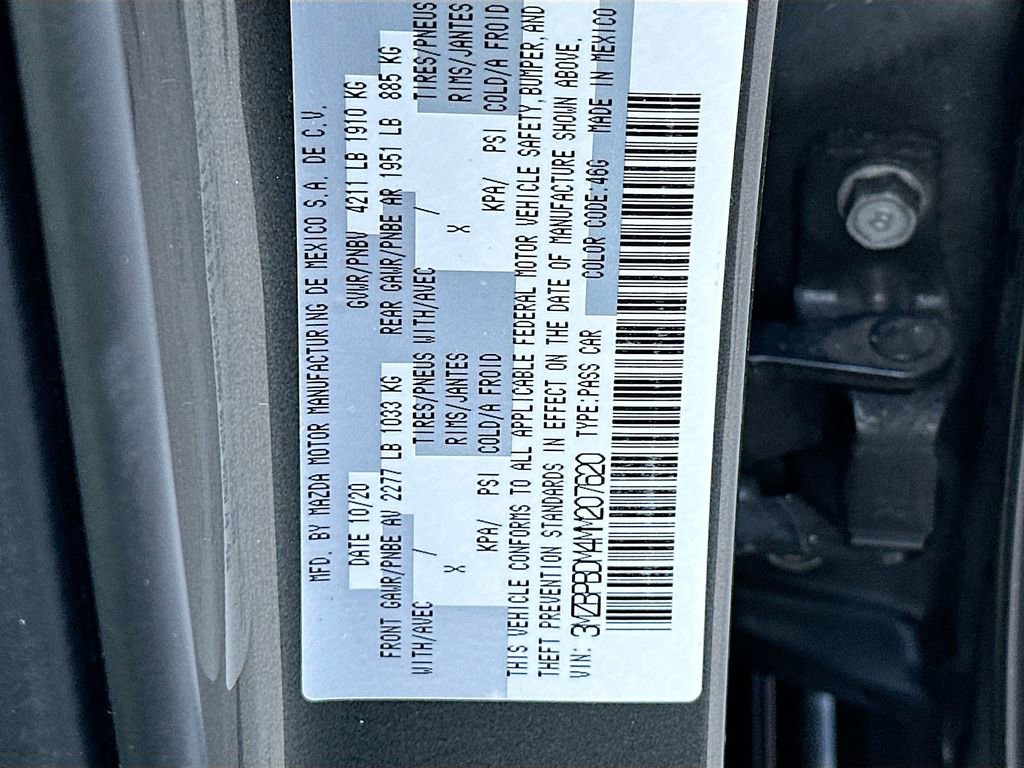 MFD. BY MAZDA MOTOR MANUFACTURING DE MEXICO S.A. DE C.V.
DATE 10/20 GVWR/PNBV 4211 LB 1910 KG
FRONT GAWR/PNBE AV 2277 LB 1033 KG REAR GAWR/PNBE AR 1951 LB 885 KG
WITH/AVEC / TIRES/PNEUS WITH/AVEC / TIRES/PNEUS
X RIMS/JANTES X RIMS/JANTES
KPA/ PSI COLD/A FROID KPA/ PSI COLD/A FROID
THIS VEHICLE CONFORMS TO ALL APPLICABLE FEDERAL MOTOR VEHICLE SAFETY, BUMPER, AND
THEFT PREVENTION STANDARDS IN EFFECT ON THE DATE OF MANUFACTURE SHOWN ABOVE.
VIN: 3MZBPBDM4MM207620 TYPE:PASS CAR COLOR CODE:46G MADE IN MEXICO